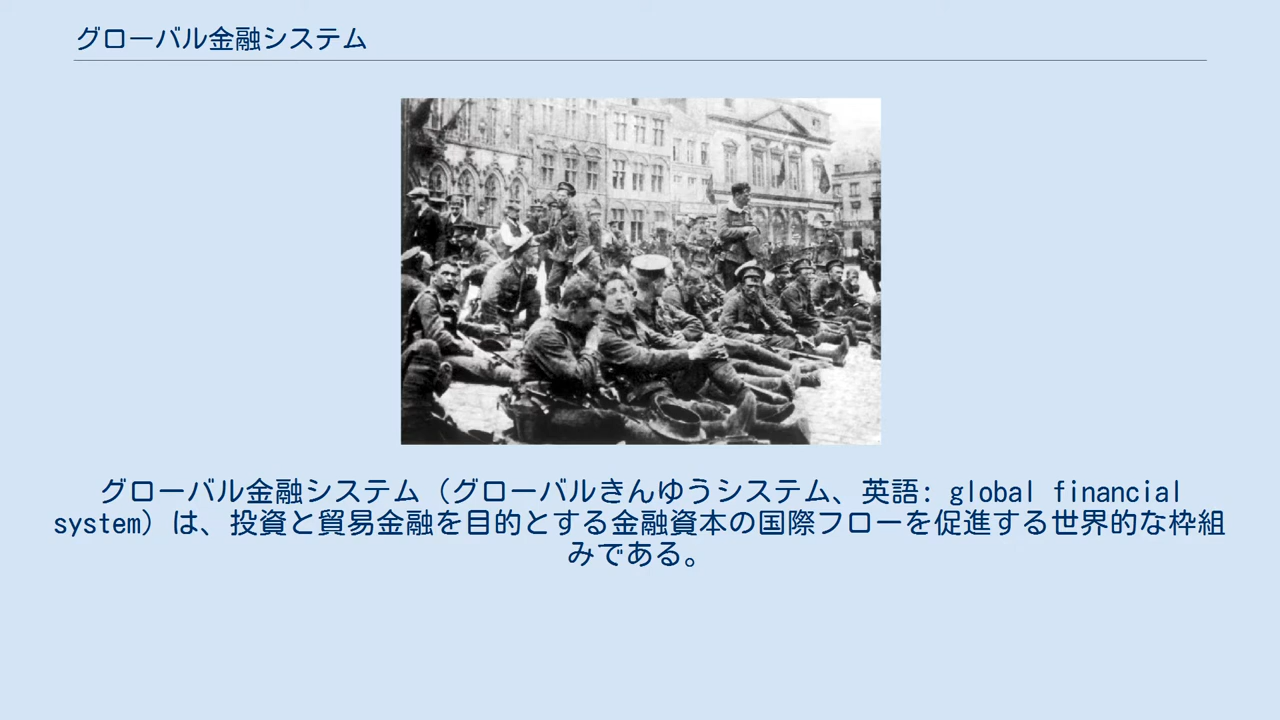 グローバル金融システム
グローバル金融システム（グローバルきんゆうシステム、英語: global financial
system）は、投資と貿易金融を目的とする金融資本の国際フローを促進する世界的な枠組
みである。